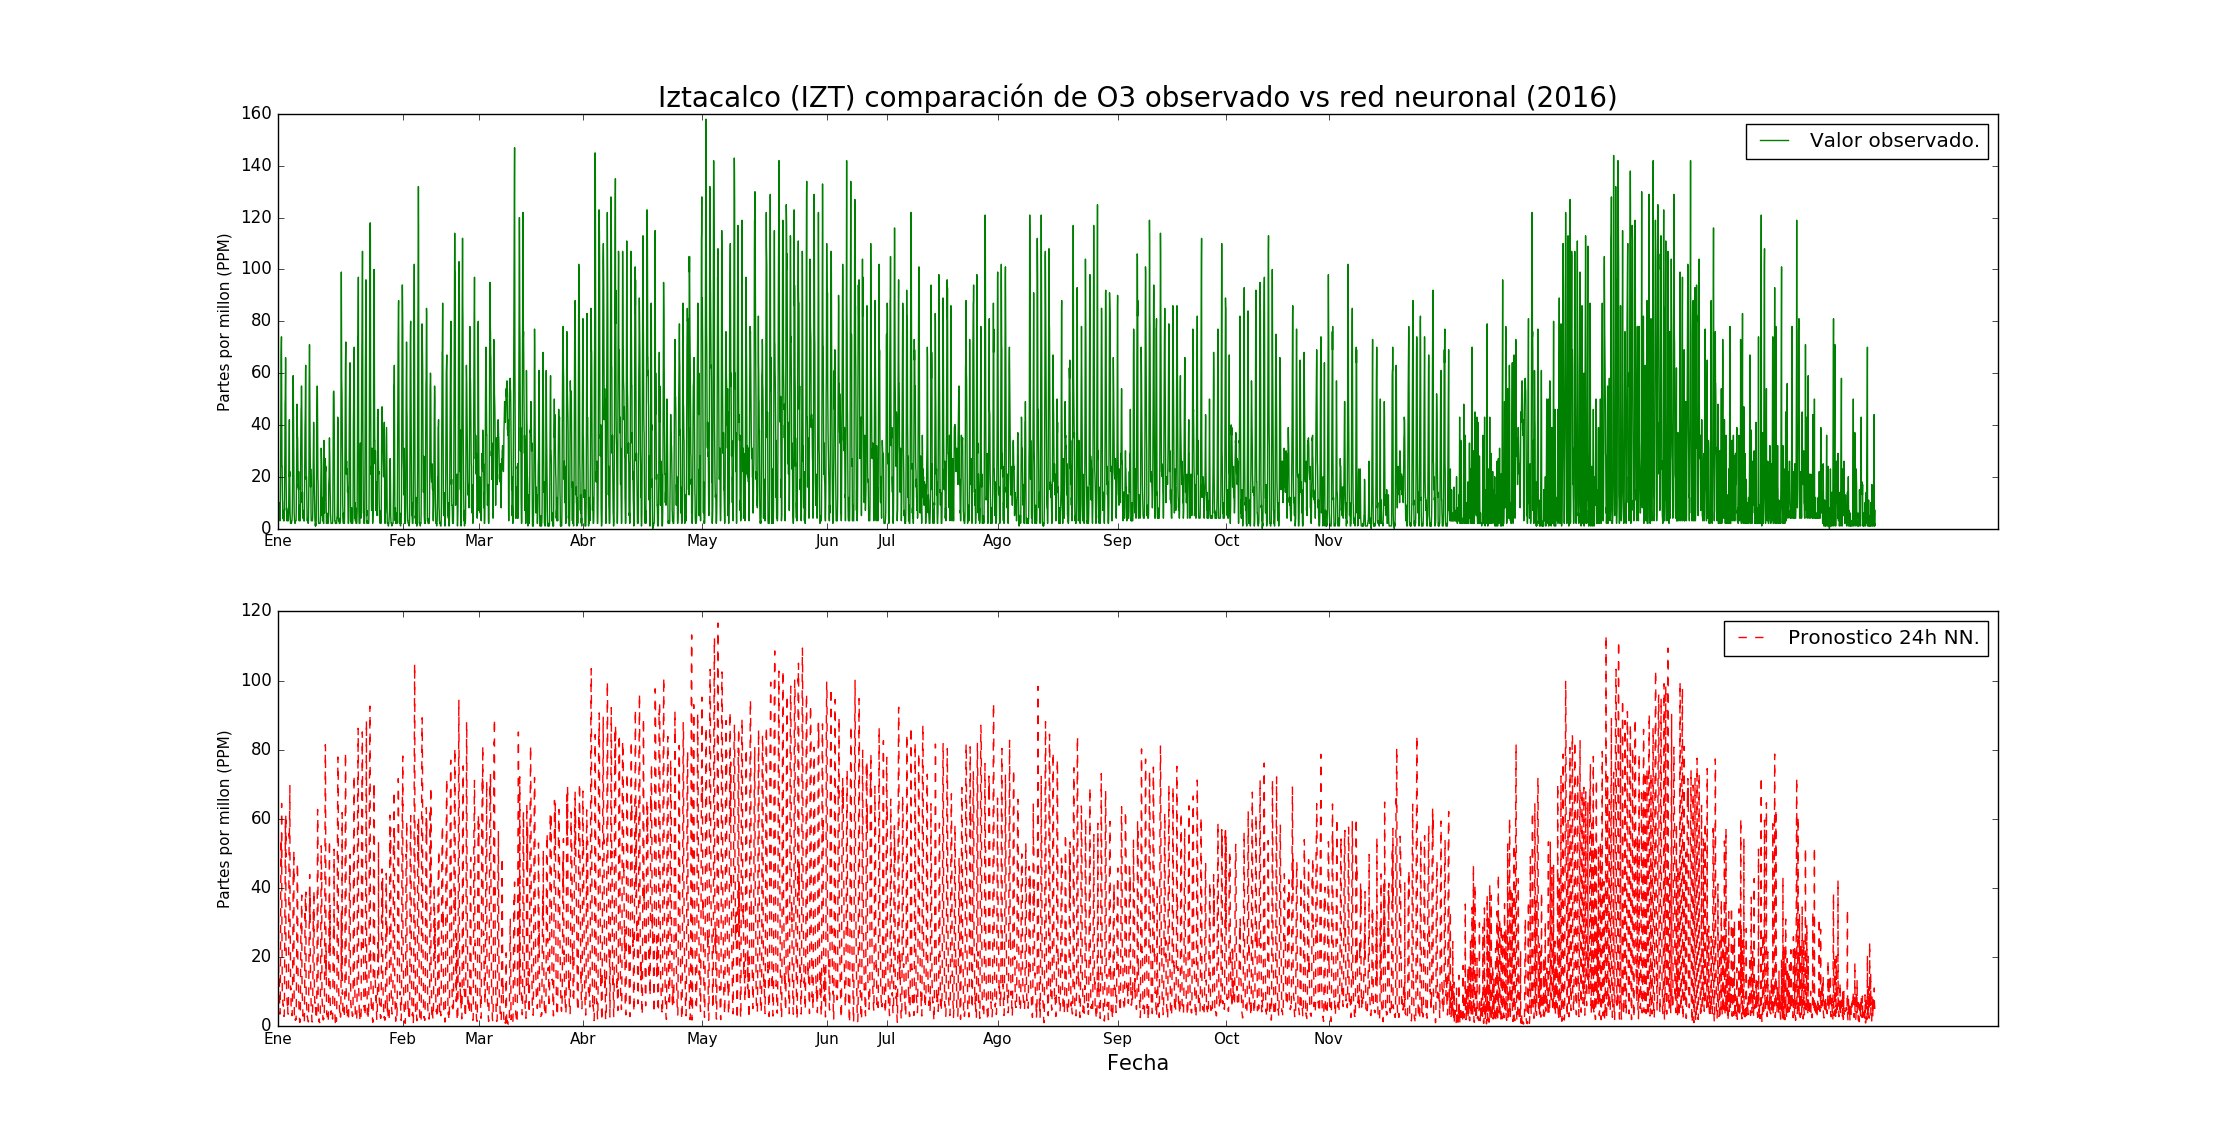 Iztacalco (IZT) comparación de O3 observado vs red neuronal (2016)
160
140
120
100
80
60
40
20
0
Partes por millon (PPM)
Valor observado.
Ene Feb Mar Abr May Jun Jul Ago Sep Oct Nov
120
100
80
60
40
20
0
Partes por millon (PPM)
Pronostico 24h NN.
Ene Feb Mar Abr May Jun Jul Ago Sep Oct Nov
Fecha